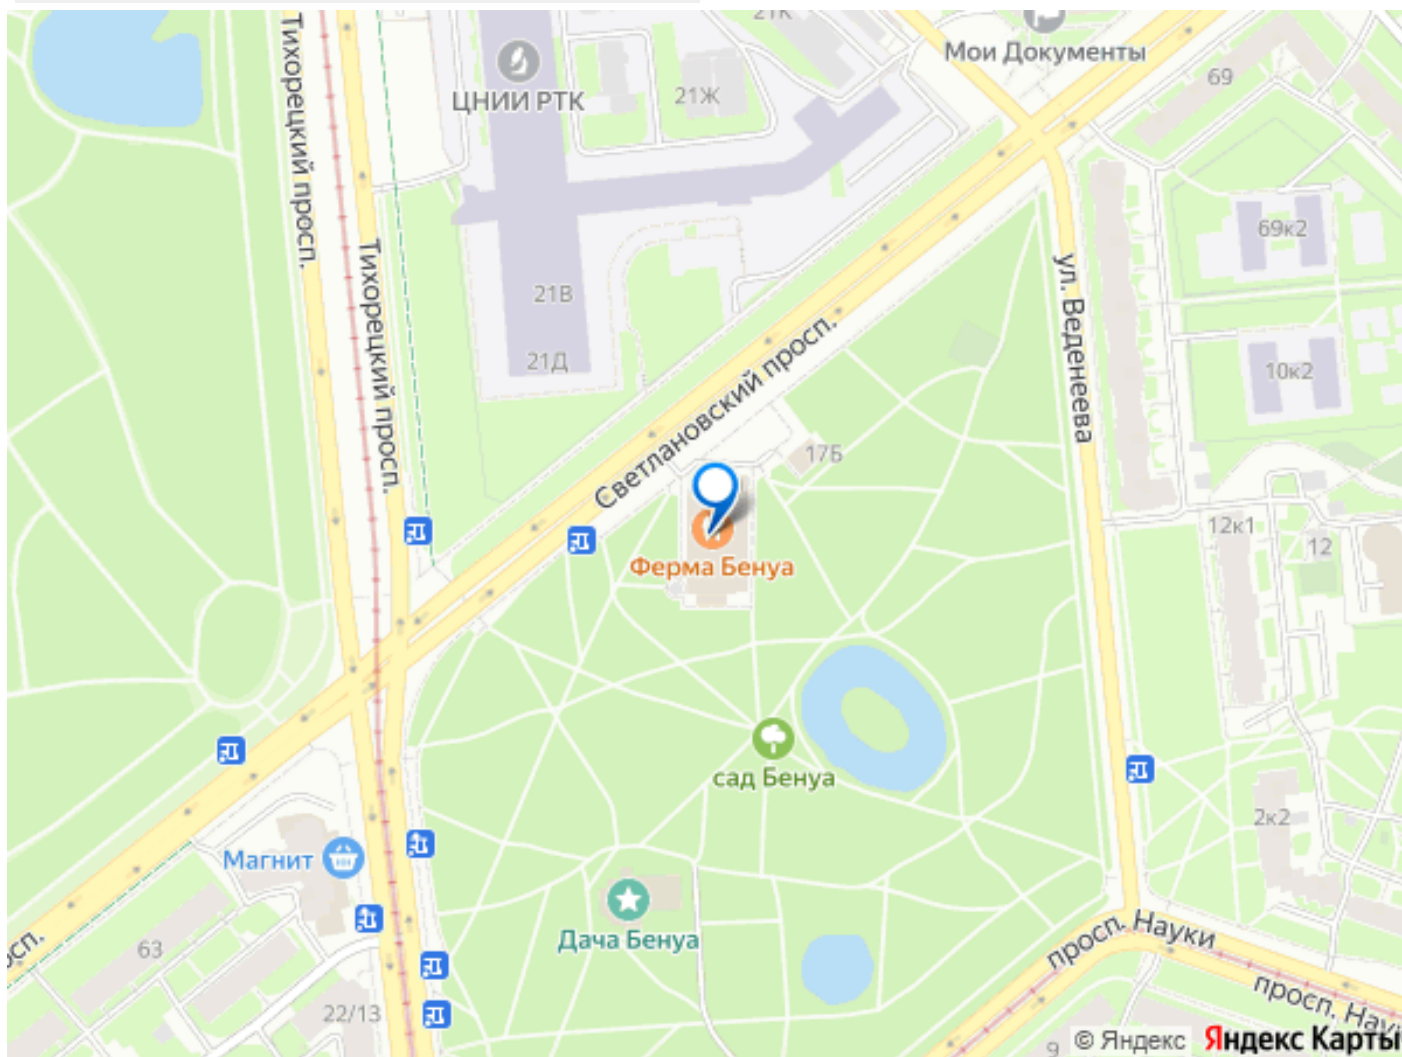 21К
Мои Документы
69
ЦНИИ РТК
21Ж
Тихорецкий просп.
Тихорецкий просп.
69к2
21В
ул. Веденеева
21Д
10к2
Светлановский просп.
17Б
12к1
12
Ферма Бенуа
сад Бенуа
2к2
Магнит
Дача Бенуа
просп. Науки
63
22/13
9
© Яндекс
Яндекс Карты